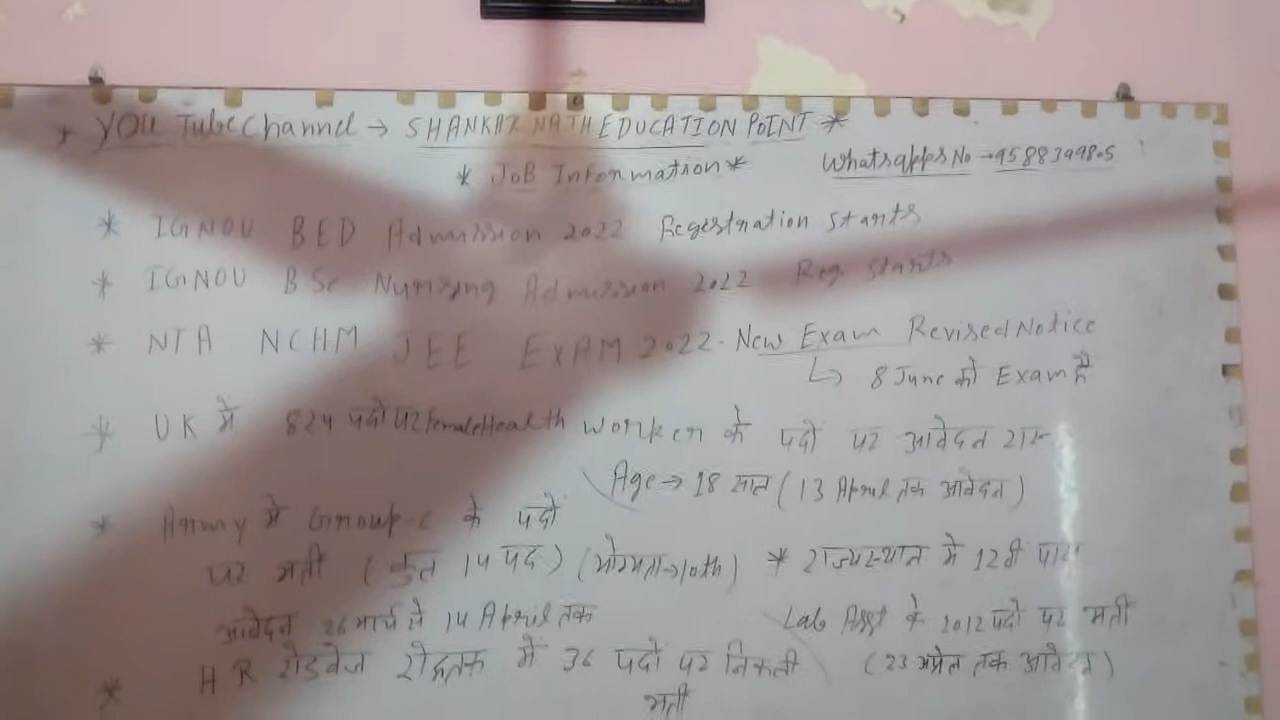 * YOU Tube Channel → SHANKAR NATH EDUCATION POINT *
* JOB Information * Whatsapps No → 9588399805
* IGNOU BED Admission 2022 Registration Starts
* IGNOU BSc Nursing Admission 2022 Reg. Starts
* NTA NCHM JEE EXAM 2022 - New Exam Revised Notice
↳ 8 June को Exam है
* UK मे 824 पदो पर Female Health Worker के पदो पर आवेदन
Age → 18 साल (13 April तक आवेदन)
* Army मे Group-C के पदो
पर भर्ती (कुल 14 पद) (योग्यता → 10th) * राज्यस्थान मे 12वी पास
आवेदन 26 मार्च से 14 April तक Lab Asst के 2012 पदो पर भर्ती
* HR रोडवेज रोहतक में 36 पदो पर निकली (23 अप्रेल तक आवेदन)
भर्ती